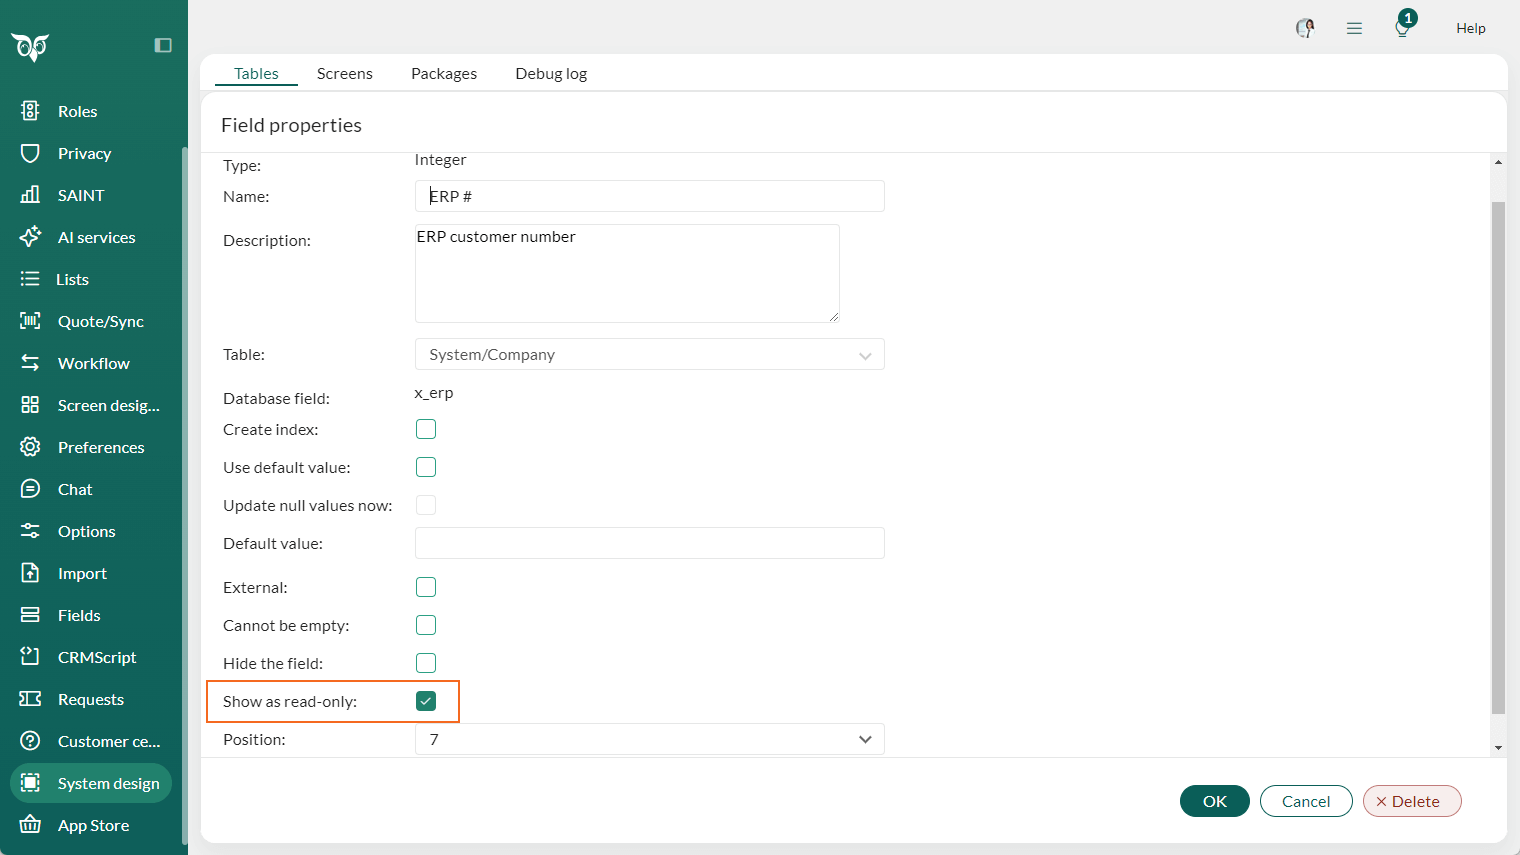 1
Help
Tables Screens Packages Debug log
Field properties
Roles
Privacy
SAINT
AI services
Lists
Quote/Sync
Workflow
Screen desig...
Preferences
Chat
Options
Import
Fields
CRMScript
Requests
Customer ce...
System design
App Store
Type: Integer
Name: ERP #
Description: ERP customer number
Table: System/Company
Database field: x_erp
Create index:
Use default value:
Update null values now:
Default value:
External:
Cannot be empty:
Hide the field:
Show as read-only:
Position: 7
OK Cancel Delete